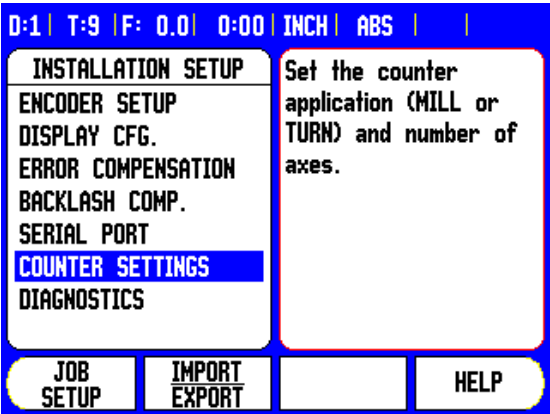 D:1| T:9 |F: 0.0| 0:00|INCH| ABS | |
INSTALLATION SETUP
ENCODER SETUP
DISPLAY CFG.
ERROR COMPENSATION
BACKLASH COMP.
SERIAL PORT
COUNTER SETTINGS
DIAGNOSTICS
Set the counter
application (MILL or
TURN) and number of
axes.
JOB
SETUP
IMPORT
EXPORT
HELP